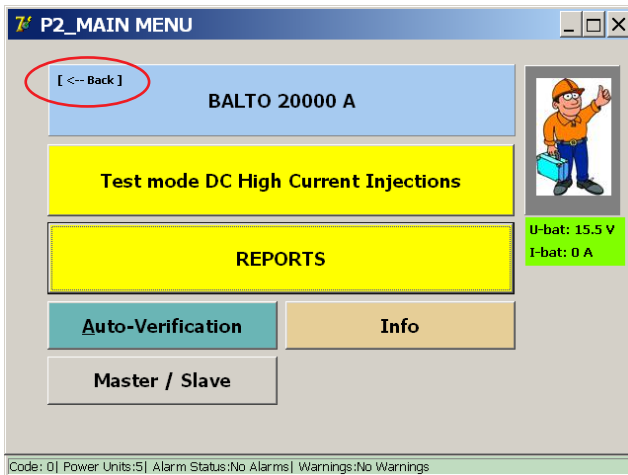 P2_MAIN MENU
[ <-- Back ]
BALTO 20000 A
Test mode DC High Current Injections
REPORTS
U-bat: 15.5 V
I-bat: 0 A
Auto-Verification
Info
Master / Slave
Code: 0| Power Units:5| Alarm Status:No Alarms| Warnings:No Warnings